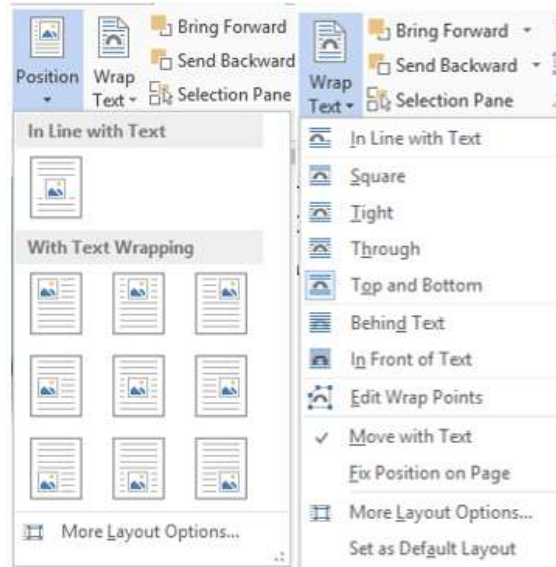 Position
Wrap
Text
Bring Forward
Send Backward
Selection Pane
In Line with Text
With Text Wrapping
More Layout Options...
Wrap
Text
Bring Forward
Send Backward
Selection Pane
In Line with Text
Square
Tight
Through
Top and Bottom
Behind Text
In Front of Text
Edit Wrap Points
Move with Text
Fix Position on Page
More Layout Options...
Set as Default Layout